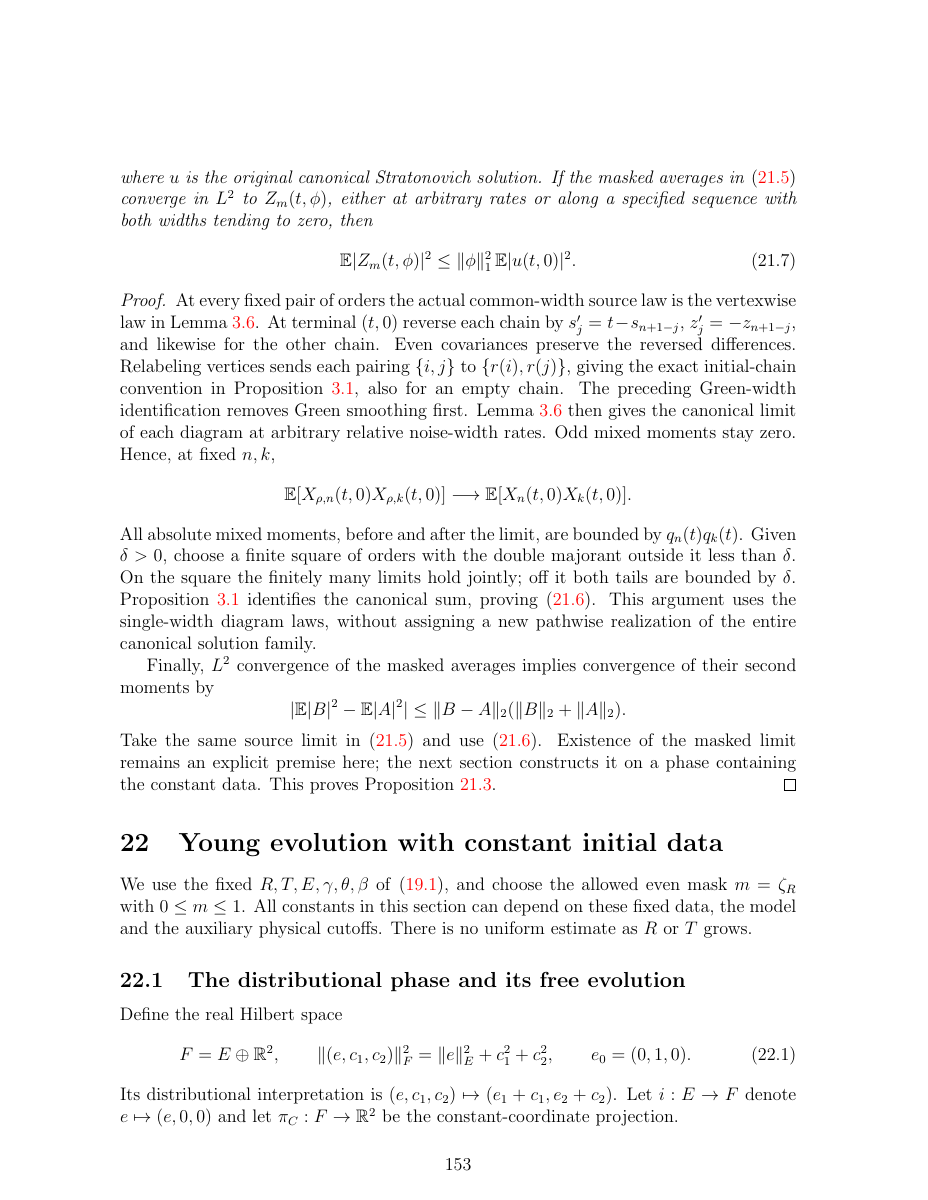 where u is the original canonical Stratonovich solution. If the masked averages in (21.5)
converge in L² to Zₘ(t, ϕ), either at arbitrary rates or along a specified sequence with
both widths tending to zero, then
𝔼|Zₘ(t, ϕ)|² ≤ ‖ϕ‖₁² 𝔼|u(t, 0)|². (21.7)
Proof. At every fixed pair of orders the actual common-width source law is the vertexwise
law in Lemma 3.6. At terminal (t, 0) reverse each chain by s′ⱼ = t−sₙ₊₁₋ⱼ, z′ⱼ = −zₙ₊₁₋ⱼ,
and likewise for the other chain. Even covariances preserve the reversed differences.
Relabeling vertices sends each pairing {i, j} to {r(i), r(j)}, giving the exact initial-chain
convention in Proposition 3.1, also for an empty chain. The preceding Green-width
identification removes Green smoothing first. Lemma 3.6 then gives the canonical limit
of each diagram at arbitrary relative noise-width rates. Odd mixed moments stay zero.
Hence, at fixed n, k,
𝔼[X_{ρ,n}(t, 0)X_{ρ,k}(t, 0)] ⟶ 𝔼[Xₙ(t, 0)Xₖ(t, 0)].
All absolute mixed moments, before and after the limit, are bounded by qₙ(t)qₖ(t). Given
δ > 0, choose a finite square of orders with the double majorant outside it less than δ.
On the square the finitely many limits hold jointly; off it both tails are bounded by δ.
Proposition 3.1 identifies the canonical sum, proving (21.6). This argument uses the
single-width diagram laws, without assigning a new pathwise realization of the entire
canonical solution family.
Finally, L² convergence of the masked averages implies convergence of their second
moments by
|𝔼|B|² − 𝔼|A|²| ≤ ‖B − A‖₂(‖B‖₂ + ‖A‖₂).
Take the same source limit in (21.5) and use (21.6). Existence of the masked limit
remains an explicit premise here; the next section constructs it on a phase containing
the constant data. This proves Proposition 21.3. □
22 Young evolution with constant initial data
We use the fixed R, T, E, γ, θ, β of (19.1), and choose the allowed even mask m = ζ_R
with 0 ≤ m ≤ 1. All constants in this section can depend on these fixed data, the model
and the auxiliary physical cutoffs. There is no uniform estimate as R or T grows.
22.1 The distributional phase and its free evolution
Define the real Hilbert space
F = E ⊕ ℝ², ‖(e, c₁, c₂)‖²_F = ‖e‖²_E + c₁² + c₂², e₀ = (0, 1, 0). (22.1)
Its distributional interpretation is (e, c₁, c₂) ↦ (e₁ + c₁, e₂ + c₂). Let i : E → F denote
e ↦ (e, 0, 0) and let π_C : F → ℝ² be the constant-coordinate projection.
153